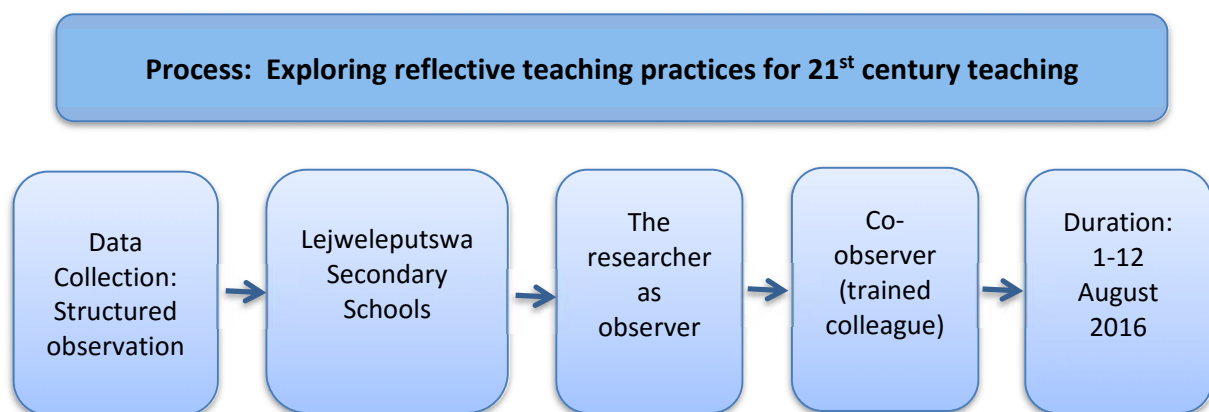 Process: Exploring reflective teaching practices for 21st century teaching
Data
Collection:
Structured
observation
Lejweleputswa
Secondary
Schools
The
researcher
as
observer
Co-
observer
(trained
colleague)
Duration:
1-12
August
2016